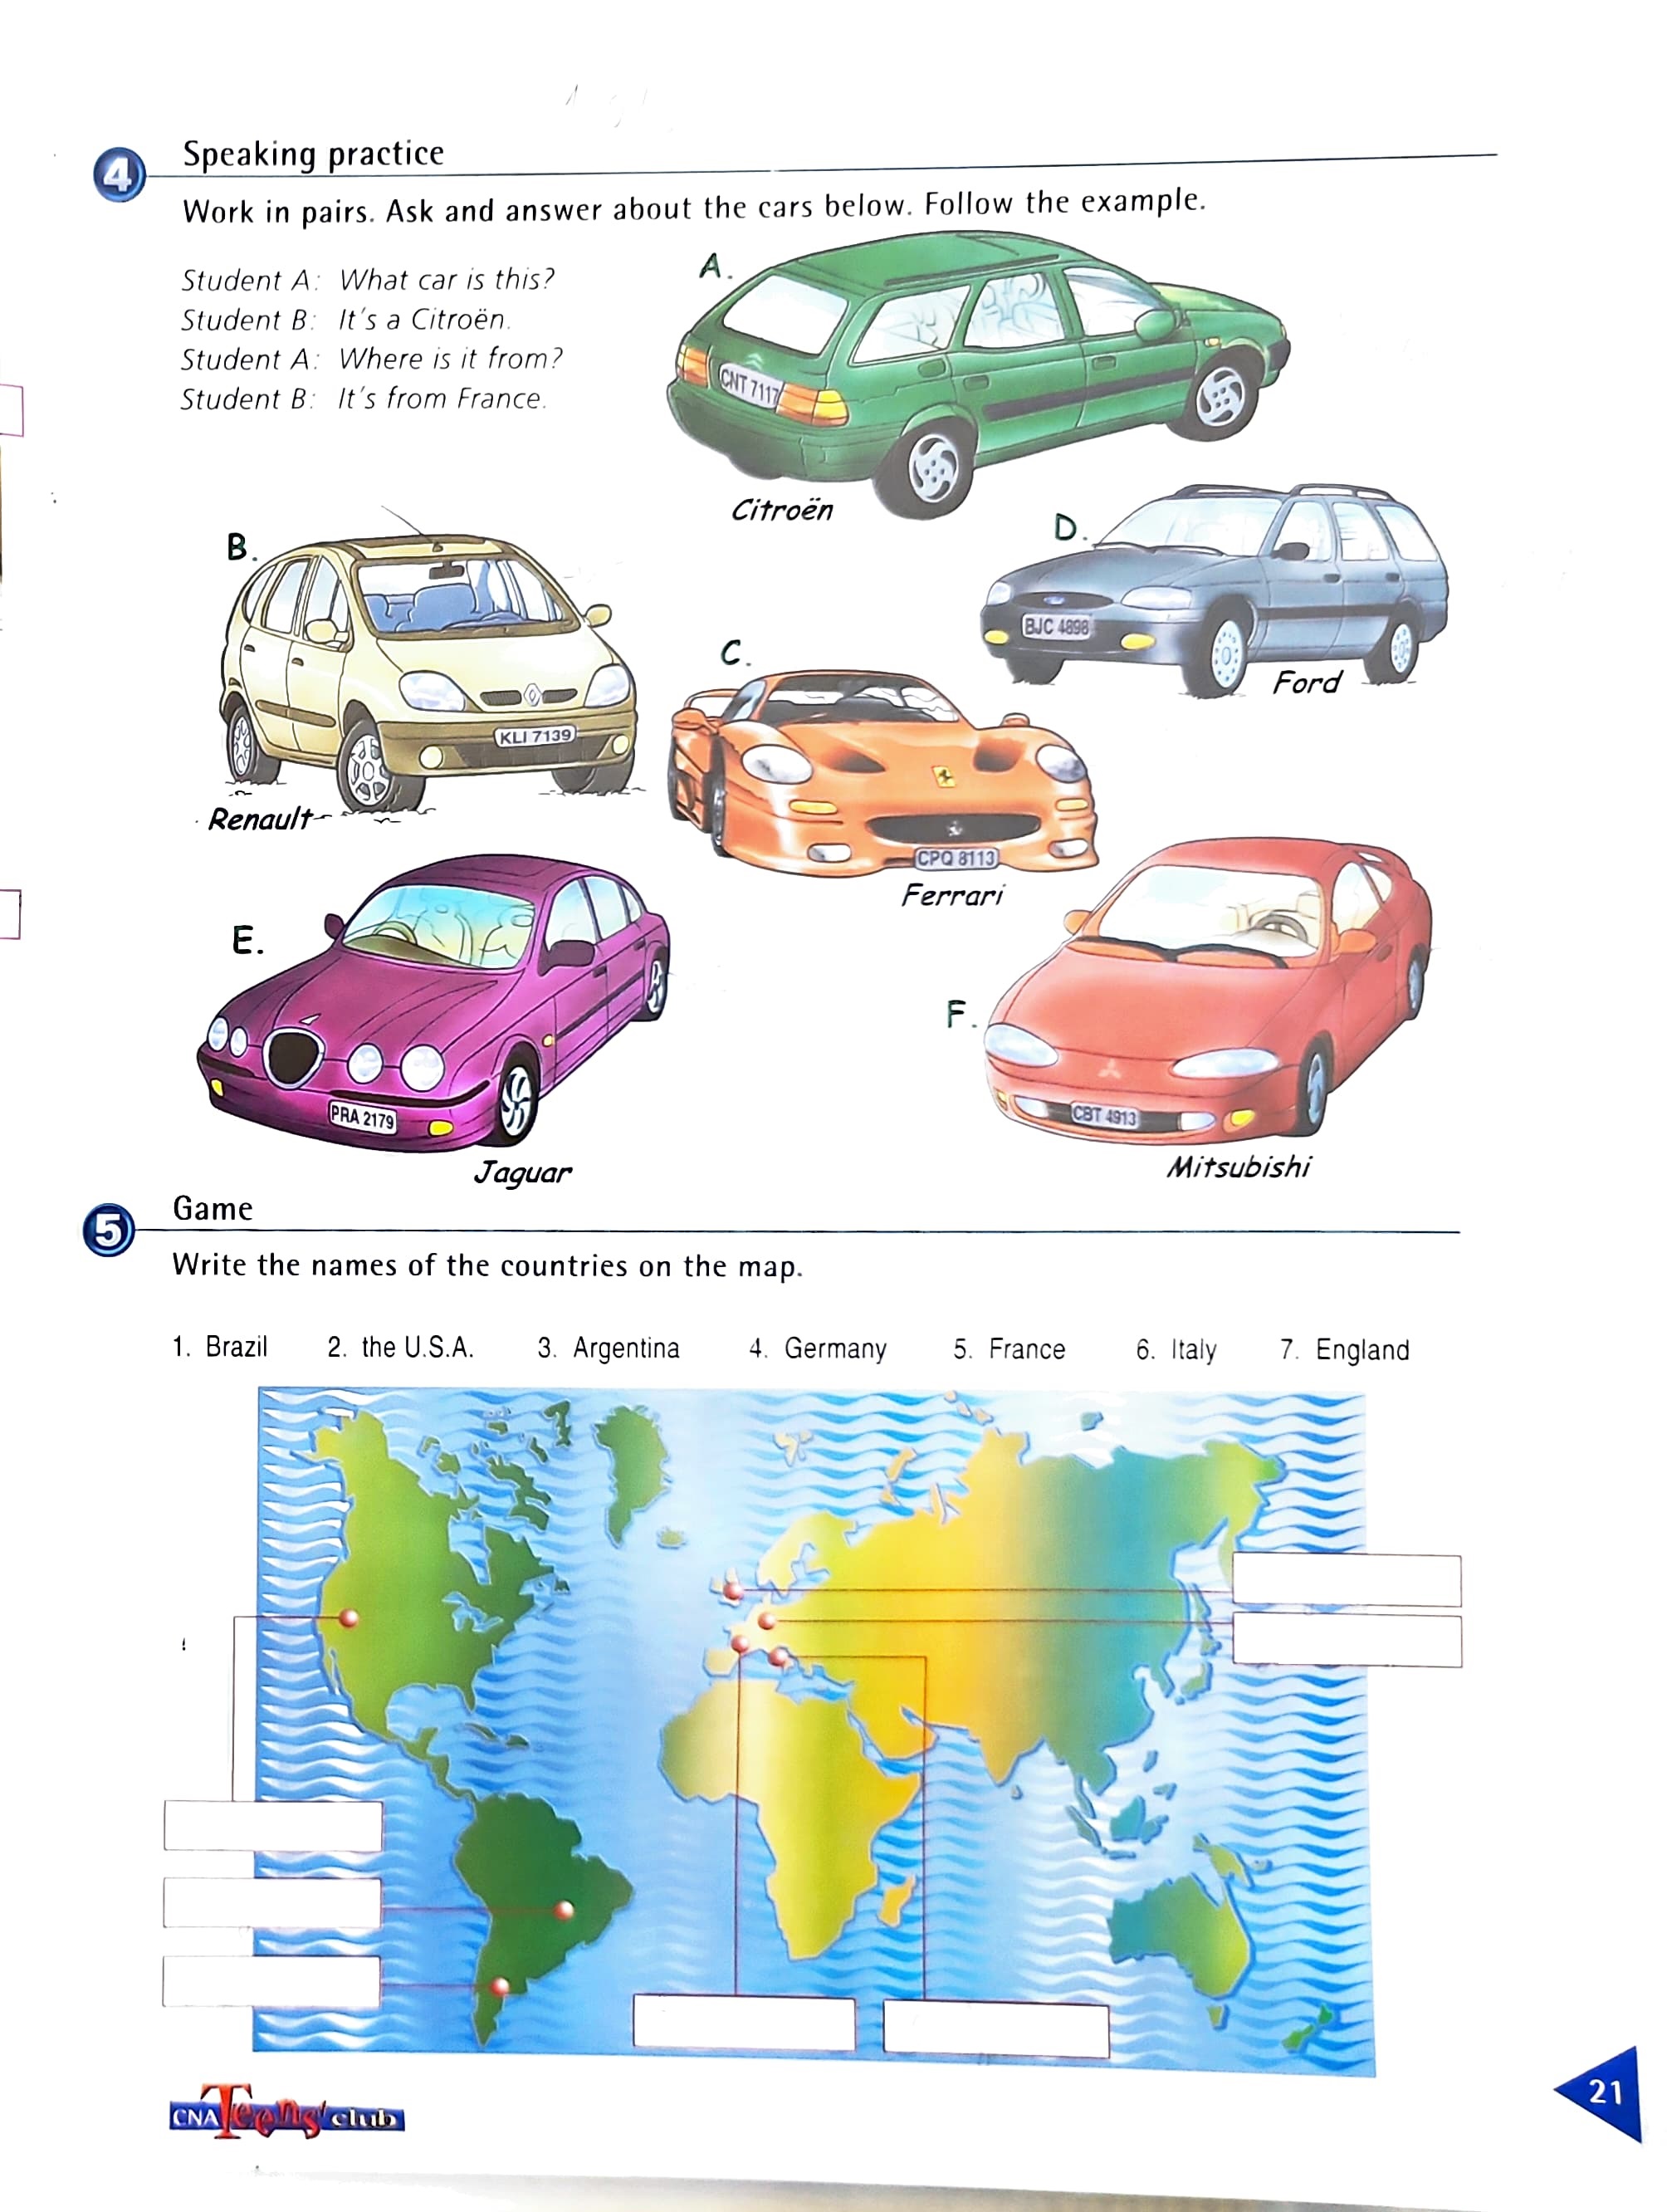 4
Speaking practice
Work in pairs. Ask and answer about the cars below. Follow the example.
Student A: What car is this?
Student B: It's a Citroën.
Student A: Where is it from?
Student B: It's from France.
A.
CNT 7117
Citroën
B.
KLI 7139
Renault
C.
CPQ 8113
Ferrari
D.
BJC 4898
Ford
E.
PRA 2179
Jaguar
F.
CBT 4913
Mitsubishi
5
Game
Write the names of the countries on the map.
1. Brazil 2. the U.S.A. 3. Argentina 4. Germany 5. France 6. Italy 7. England
CNA Teens' club
21